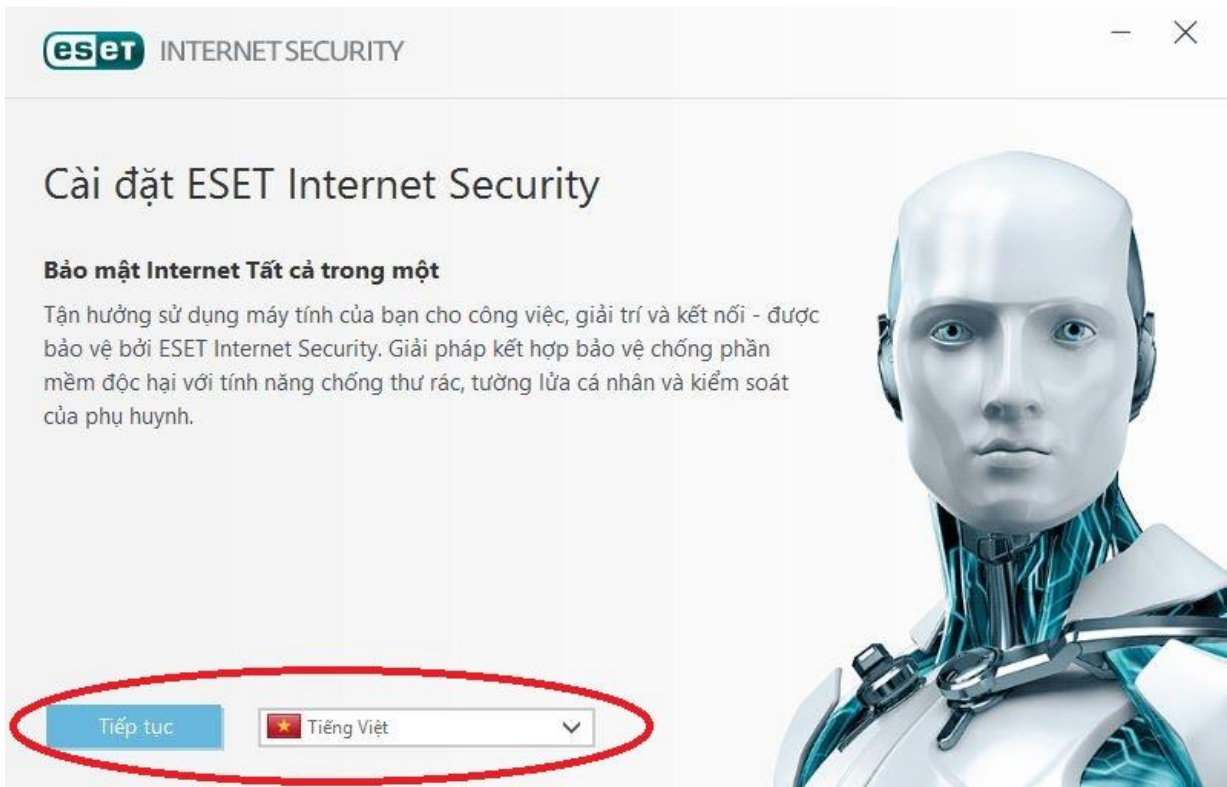 eset INTERNET SECURITY
Cài đặt ESET Internet Security
Bảo mật Internet Tất cả trong một
Tận hưởng sử dụng máy tính của bạn cho công việc, giải trí và kết nối - được
bảo vệ bởi ESET Internet Security. Giải pháp kết hợp bảo vệ chống phần
mềm độc hại với tính năng chống thư rác, tường lửa cá nhân và kiểm soát
của phụ huynh.
Tiếp tục Tiếng Việt